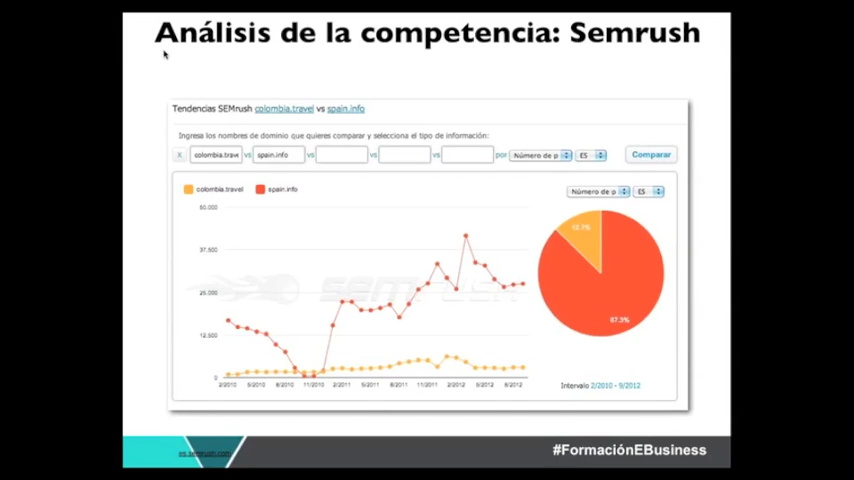 Análisis de la competencia: Semrush
Tendencias SEMrush colombia.travel vs spain.info
Ingresa los nombres de dominio que quieres comparar y selecciona el tipo de información:
X colombia.trave vs spain.info vs vs vs por Número de p ES Comparar
colombia.travel spain.info
Número de p ES
50.000
37.500
25.000
12.500
0
2/2010 5/2010 8/2010 11/2010 2/2011 5/2011 8/2011 11/2011 2/2012 5/2012 8/2012
SEMRUSH
12.7%
87.3%
Intervalo 2/2010 - 9/2012
es.semrush.com
#FormaciónEBusiness